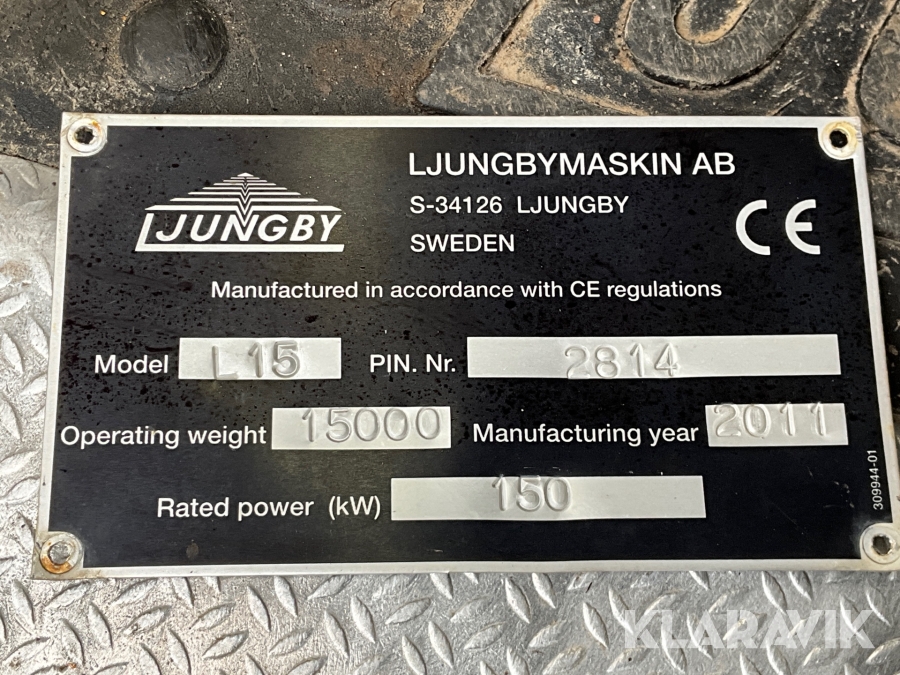 LJUNGBY
LJUNGBYMASKIN AB
S-34126 LJUNGBY
SWEDEN
CE
Manufactured in accordance with CE regulations
Model L15 PIN. Nr. 2814
Operating weight 15000 Manufacturing year 2011
Rated power (kW) 150
309944-01
KLARAVIK